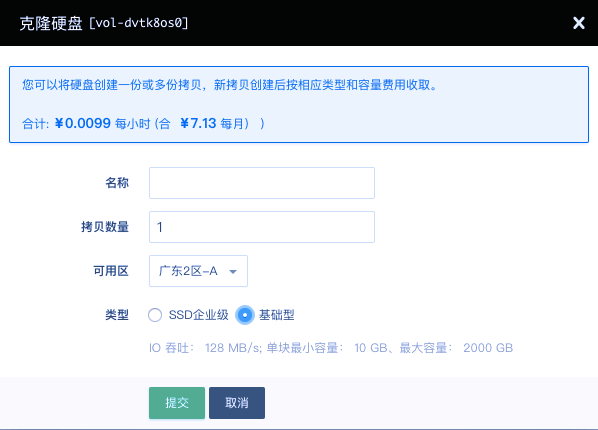 克隆硬盘 [vol-dvtk8os0]
您可以将硬盘创建一份或多份拷贝，新拷贝创建后按相应类型和容量费用收取。
合计: ¥0.0099 每小时 (合 ¥7.13 每月） )
名称
拷贝数量 1
可用区 广东2区-A
类型 SSD企业级 基础型
IO 吞吐： 128 MB/s; 单块最小容量： 10 GB、最大容量： 2000 GB
提交 取消